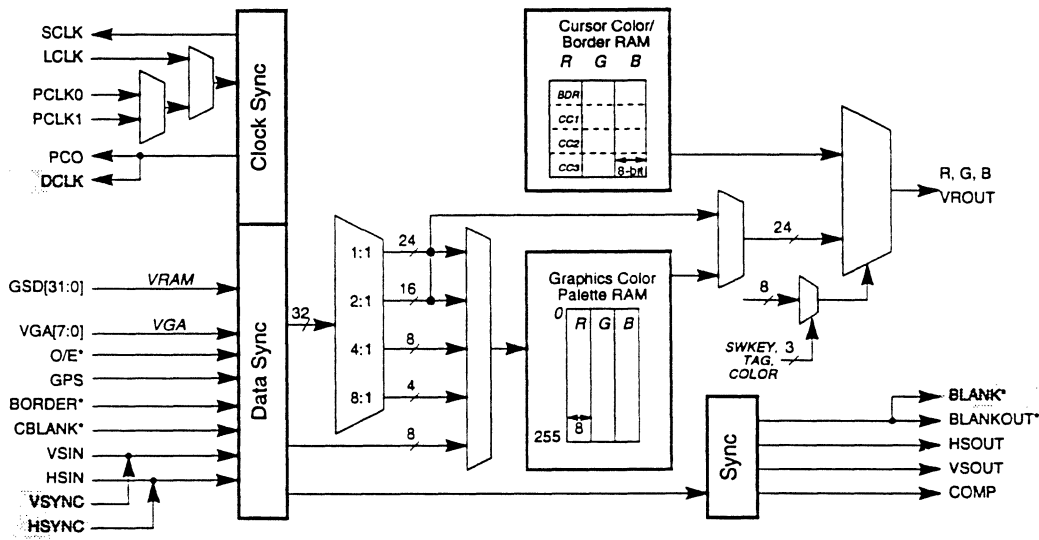 SCLK
LCLK
PCLK0
PCLK1
PCO
DCLK
Clock Sync
GSD[31:0]
VRAM
VGA[7:0]
VGA
O/E*
GPS
BORDER*
CBLANK*
VSIN
HSIN
VSYNC
HSYNC
Data Sync
32
1:1
2:1
4:1
8:1
24
16
8
4
8
Cursor Color/
Border RAM
R G B
BDR
CC1
CC2
CC3
8-bit
Graphics Color
Palette RAM
0
R G B
8
255
24
8
SWKEY, 3
TAG,
COLOR
R, G, B
VROUT
Sync
BLANK*
BLANKOUT*
HSOUT
VSOUT
COMP